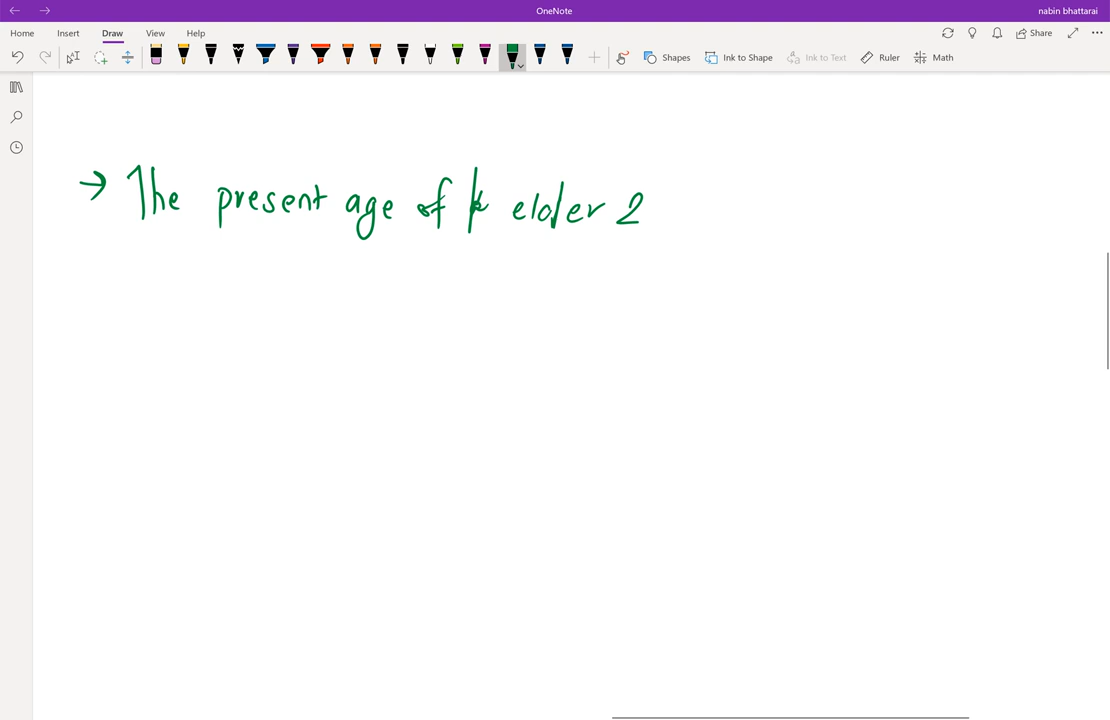 OneNote
nabin bhattarai
Home Insert Draw View Help
Share
Shapes Ink to Shape Ink to Text Ruler Math
→ The present age of elder 2